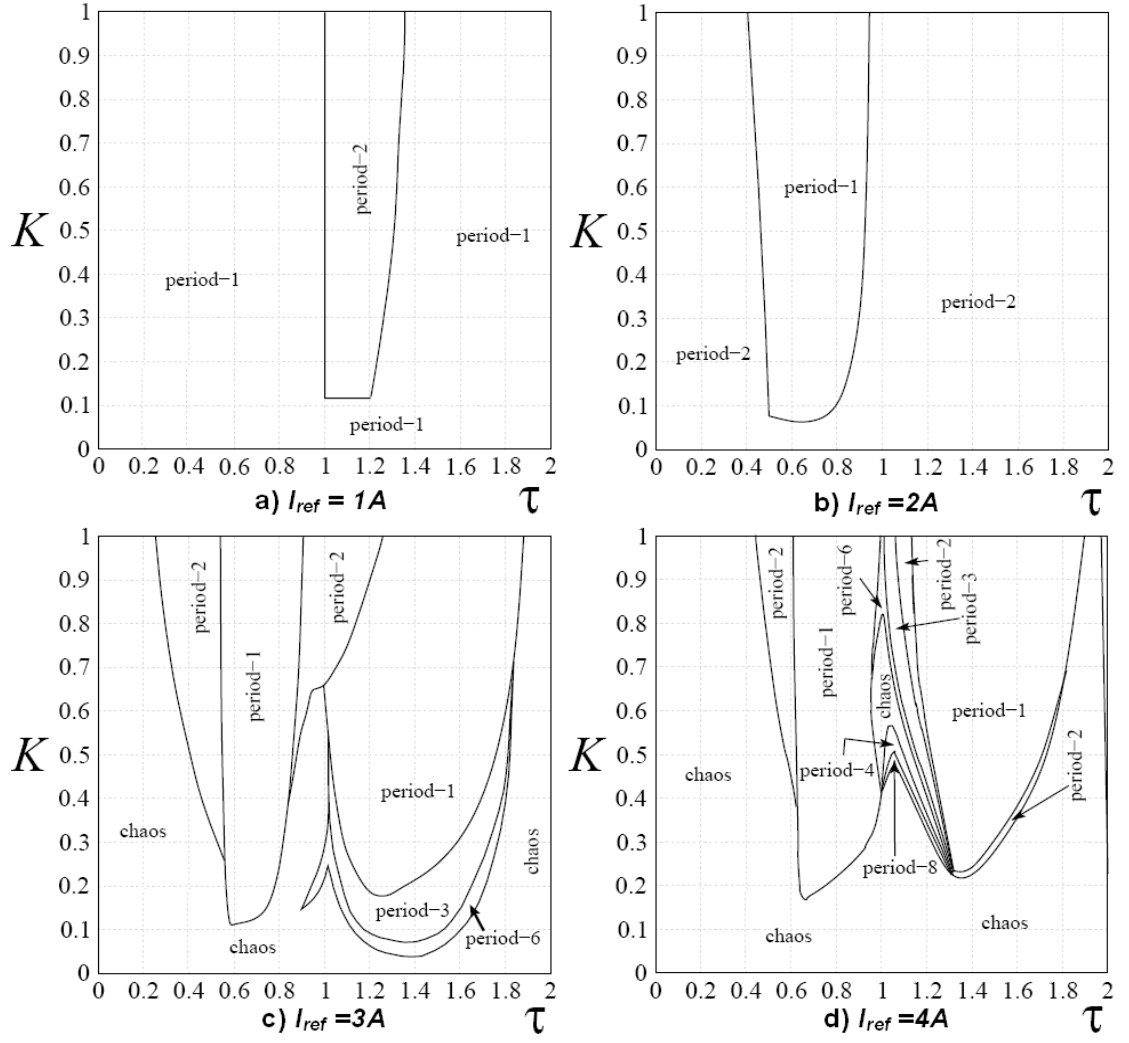 1
0.9
0.8
0.7
0.6
0.5
0.4
0.3
0.2
0.1
0
K
period−1
period−2
period−1
period−1
0 0.2 0.4 0.6 0.8 1 1.2 1.4 1.6 1.8 2
a) Iref = 1A
τ
1
0.9
0.8
0.7
0.6
0.5
0.4
0.3
0.2
0.1
0
K
period−1
period−2
period−2
0 0.2 0.4 0.6 0.8 1 1.2 1.4 1.6 1.8 2
b) Iref = 2A
τ
1
0.9
0.8
0.7
0.6
0.5
0.4
0.3
0.2
0.1
0
K
period−2
period−2
period−1
period−1
chaos
chaos
period−3
period−6
chaos
0 0.2 0.4 0.6 0.8 1 1.2 1.4 1.6 1.8 2
c) Iref =3A
τ
1
0.9
0.8
0.7
0.6
0.5
0.4
0.3
0.2
0.1
0
K
period−2
period−6
period−2
period−3
period−1
chaos
period−1
chaos
period−4
period−2
period−8
chaos
chaos
0 0.2 0.4 0.6 0.8 1 1.2 1.4 1.6 1.8 2
d) Iref =4A
τ